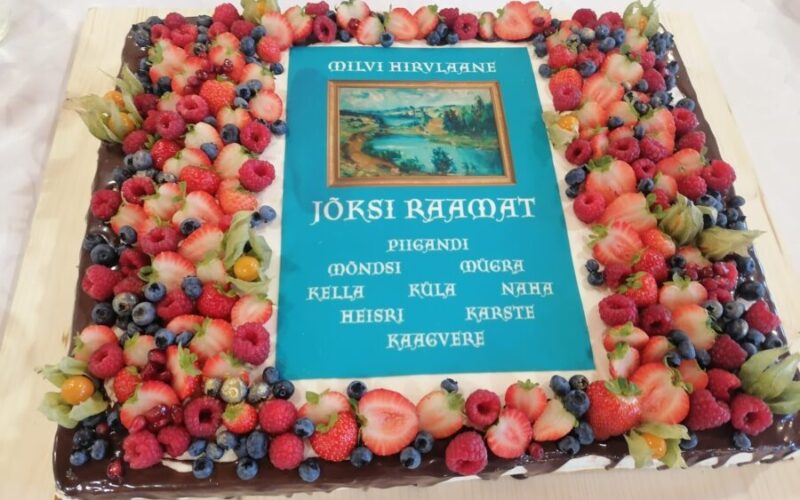 MILVI HIRVLAANE
JÕKSI RAAMAT
PIIGANDI
MÕNDSI MÜGRA
KELLA KÜLA NAHA
HEISRI KARSTE
KAAGVERE